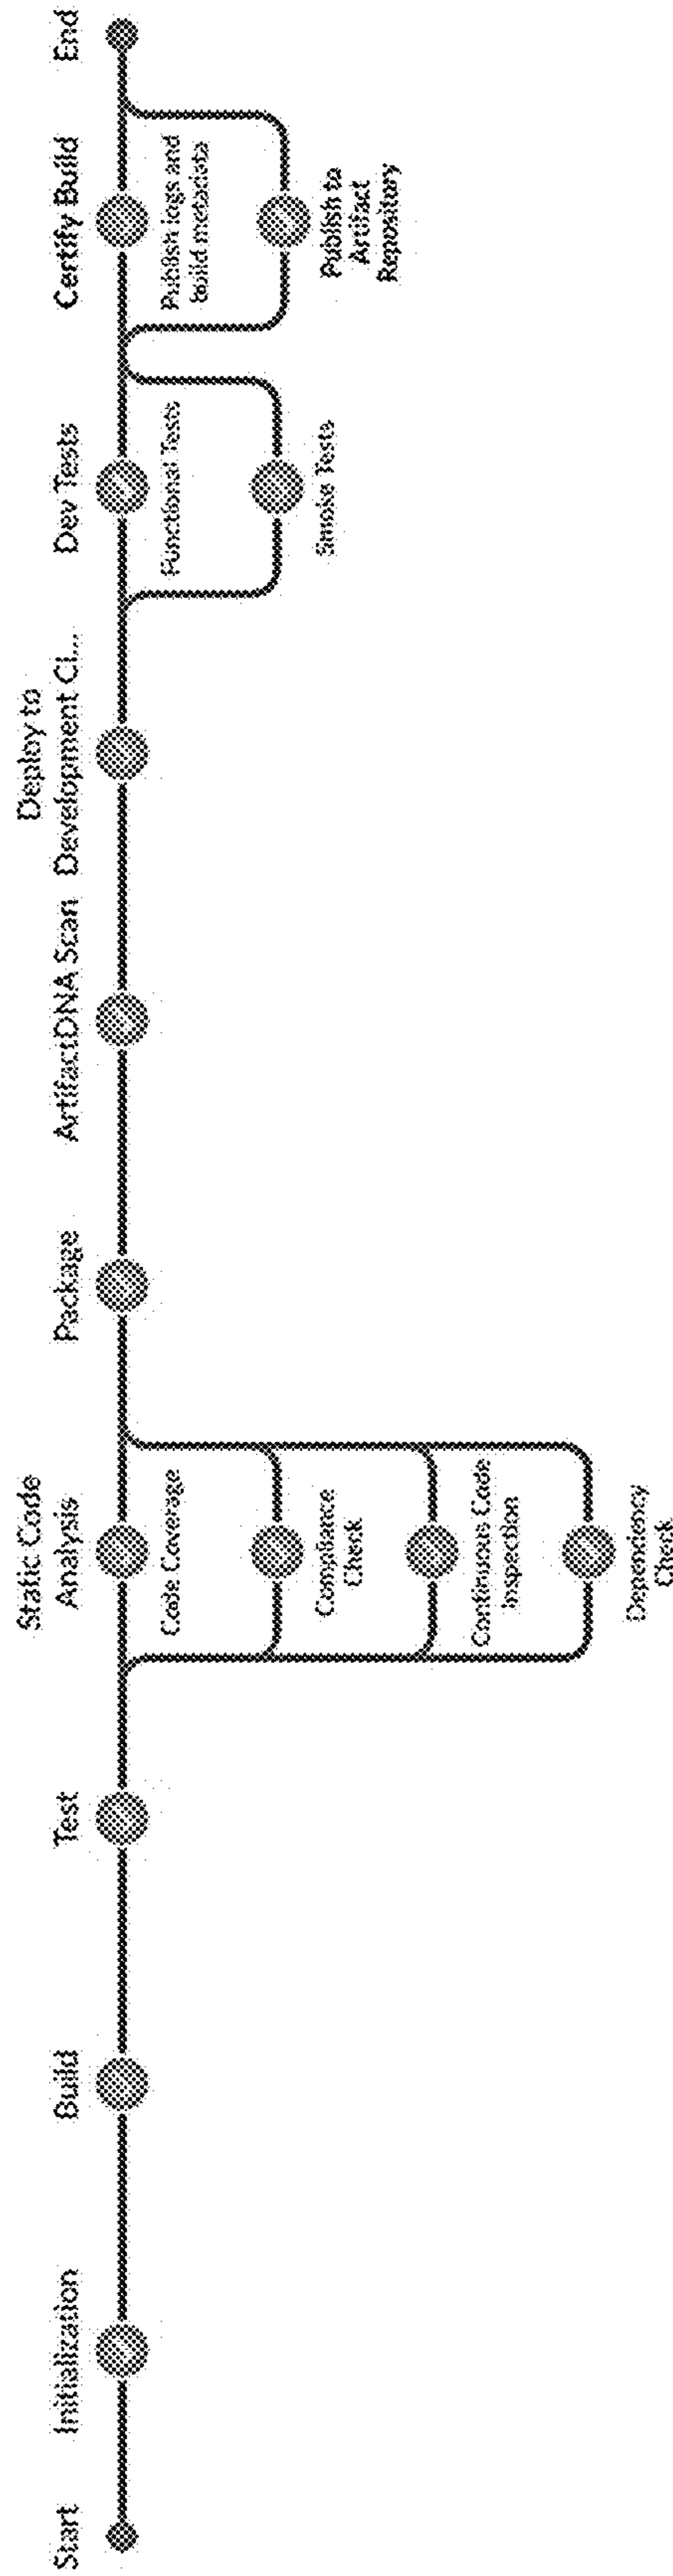 Start
Initialization
Build
Test
Static Code
Analysis
Code Coverage
Compliance
Check
Continuous Code
Inspection
Dependency
Check
Package
ArtifactDNA Scan
Deploy to
Development Cl...
Dev Tests
Functional Tests
Smoke Tests
Certify Build
Publish logs and
build metadata
Publish to
Artifact
Repository
End